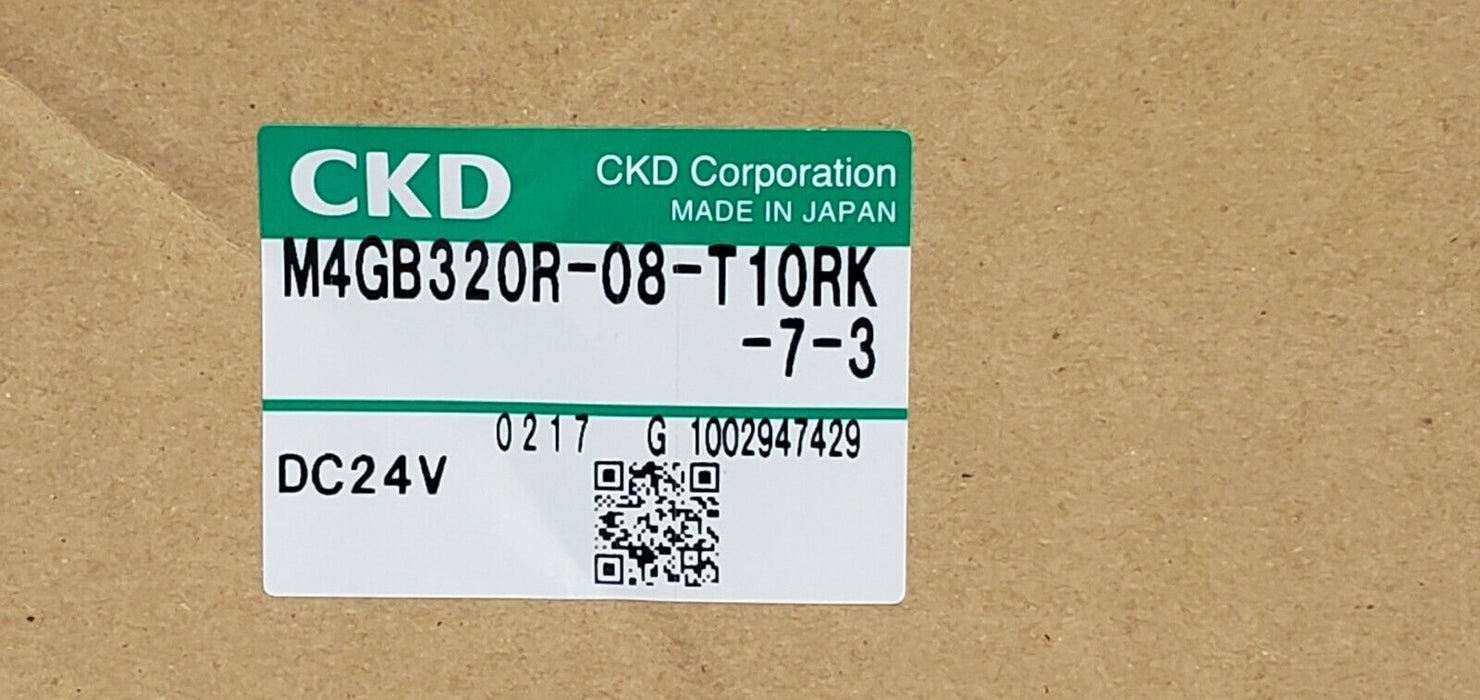 CKD
CKD Corporation
MADE IN JAPAN
M4GB320R-08-T10RK
-7-3
0217 G 1002947429
DC24V